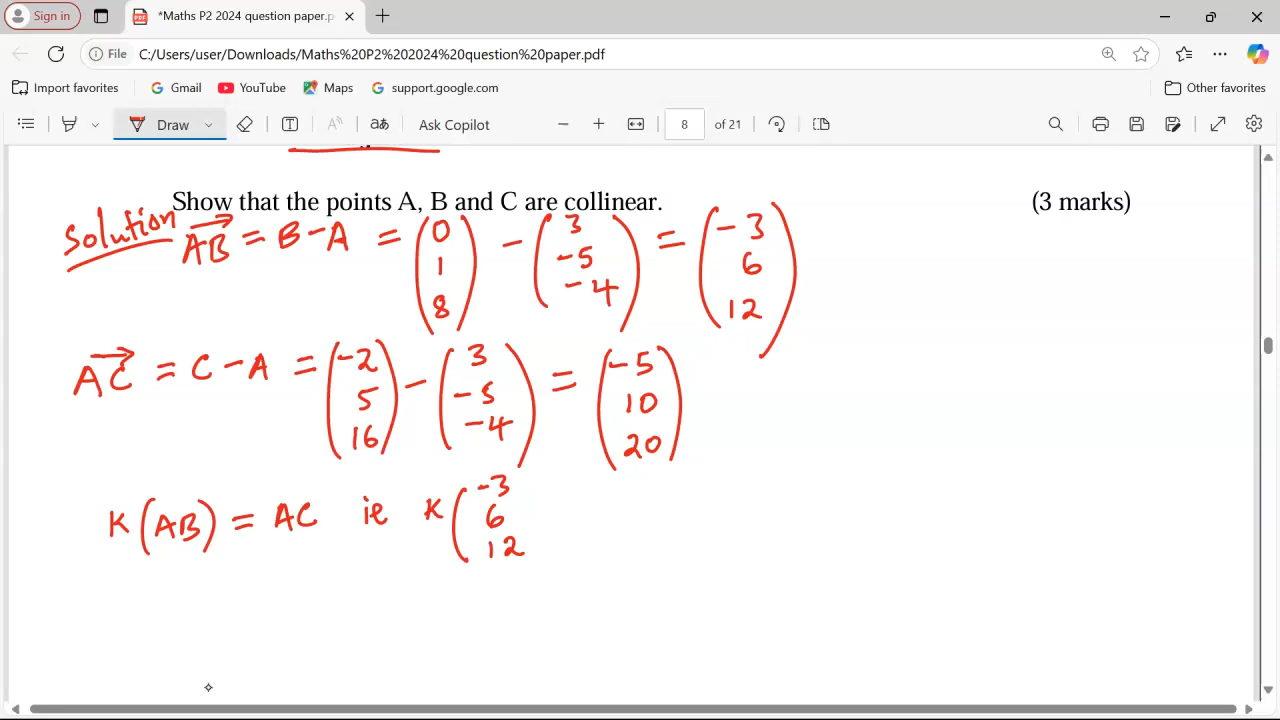 Sign in
*Maths P2 2024 question paper.p
File C:/Users/user/Downloads/Maths%20P2%202024%20question%20paper.pdf
Import favorites Gmail YouTube Maps support.google.com Other favorites
Draw Ask Copilot 8 of 21
Show that the points A, B and C are collinear. (3 marks)
Solution AB = B - A = (0 1 8) - (3 -5 -4) = (-3 6 12)
AC = C - A = (-2 5 16) - (3 -5 -4) = (-5 10 20)
K(AB) = AC ie K(-3 6 12